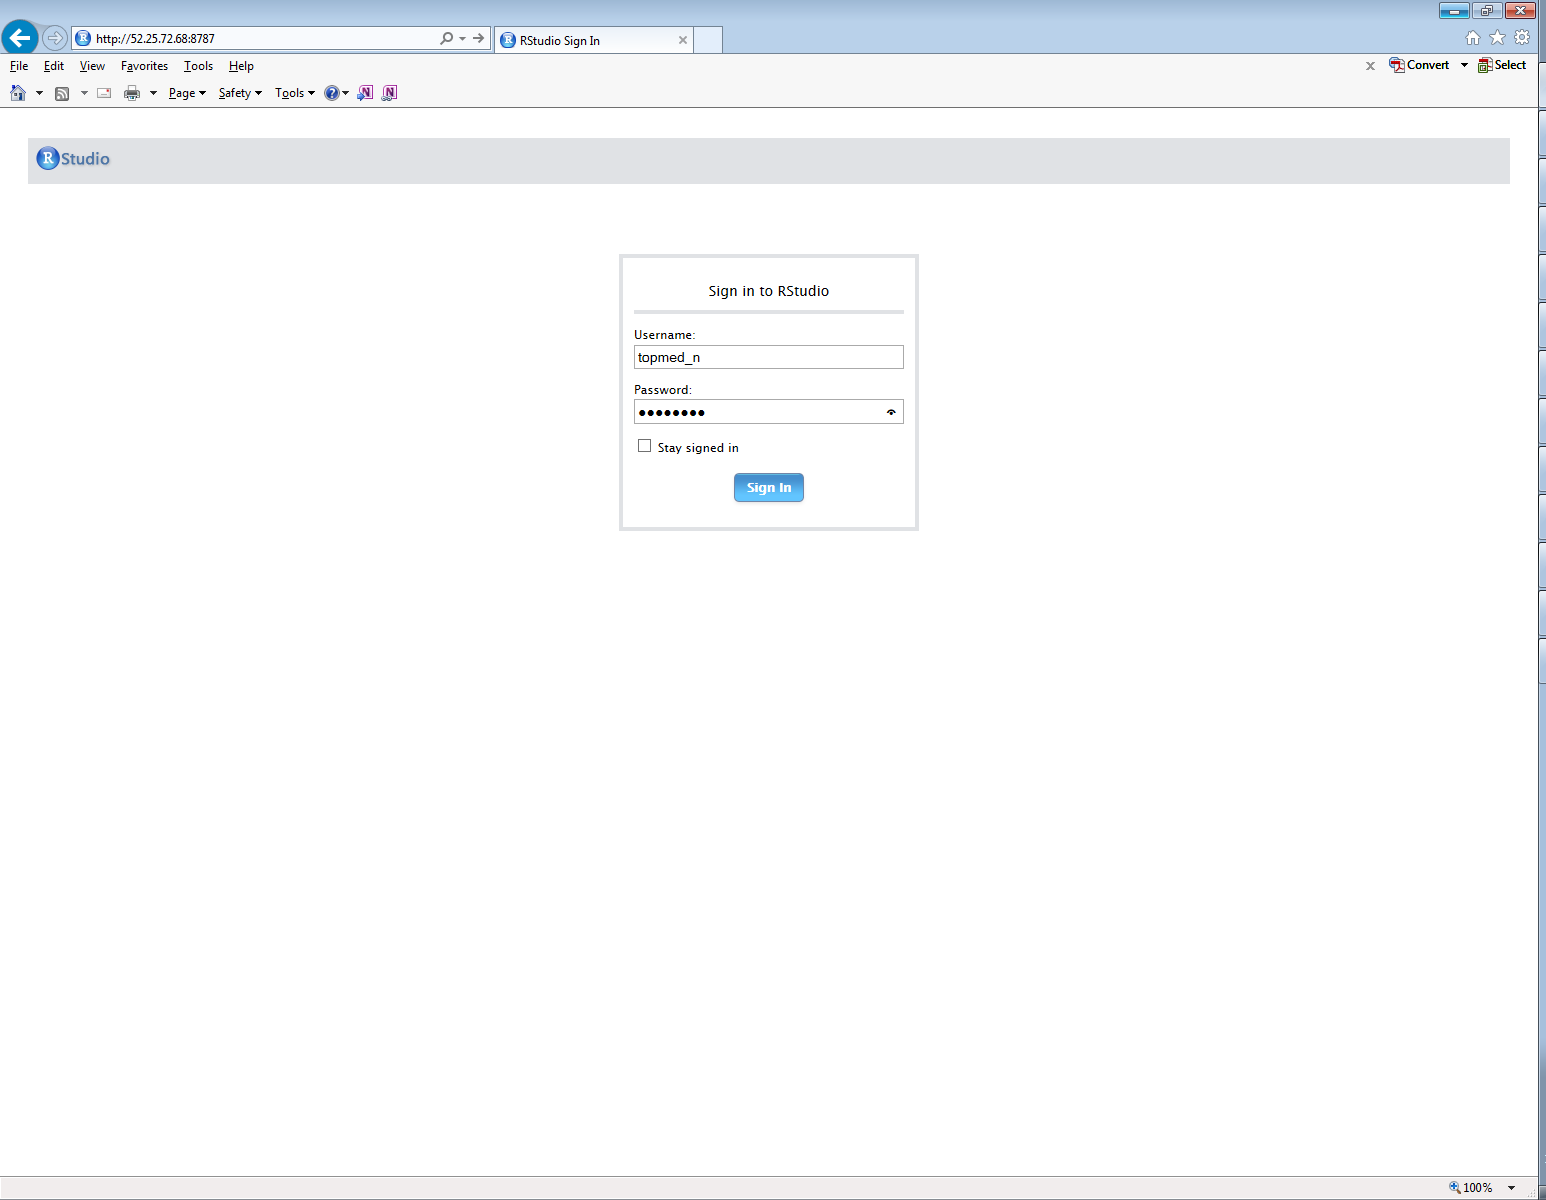 http://52.25.72.68:8787
RStudio Sign In
File Edit View Favorites Tools Help
Convert Select
Page Safety Tools
RStudio
Sign in to RStudio
Username:
topmed_n
Password:
●●●●●●●●
Stay signed in
Sign In
100%